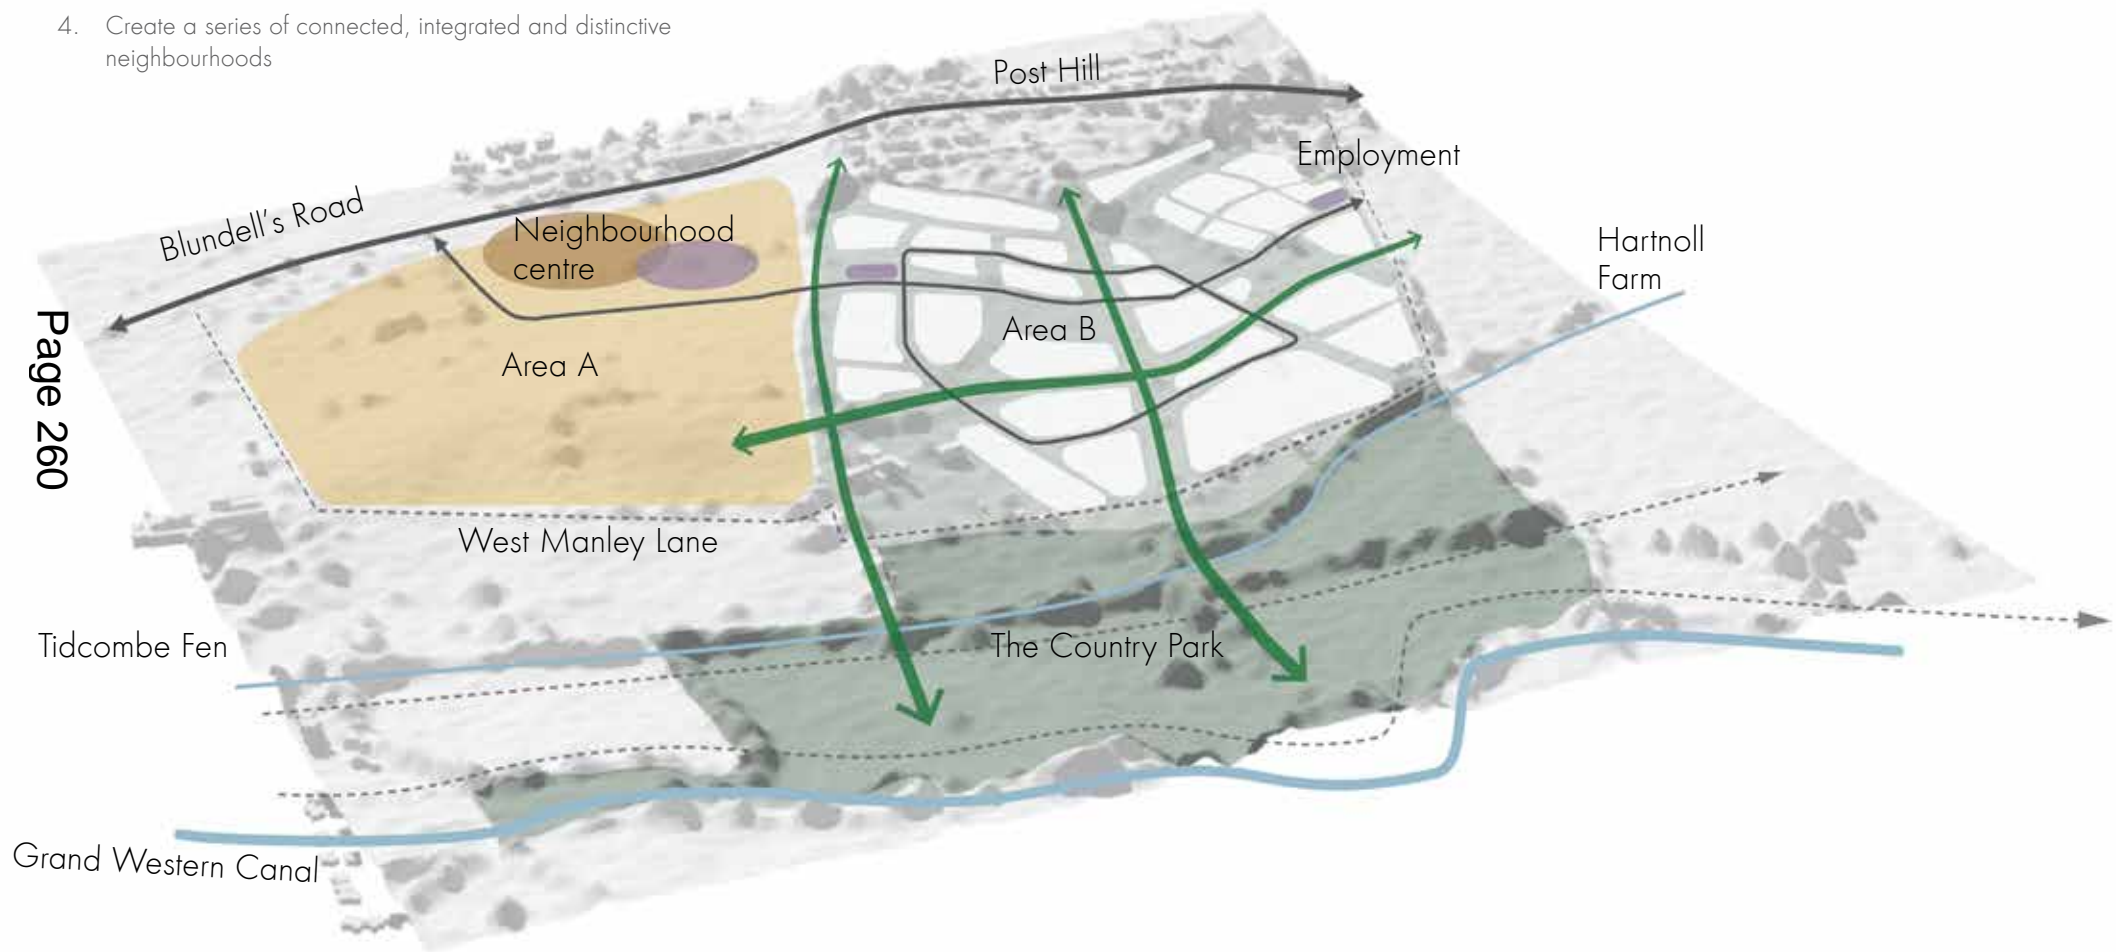 4. Create a series of connected, integrated and distinctive
neighbourhoods
Post Hill
Employment
Blundell's Road
Neighbourhood
centre
Hartnoll
Farm
Area B
Area A
Page 260
West Manley Lane
Tidcombe Fen
The Country Park
Grand Western Canal